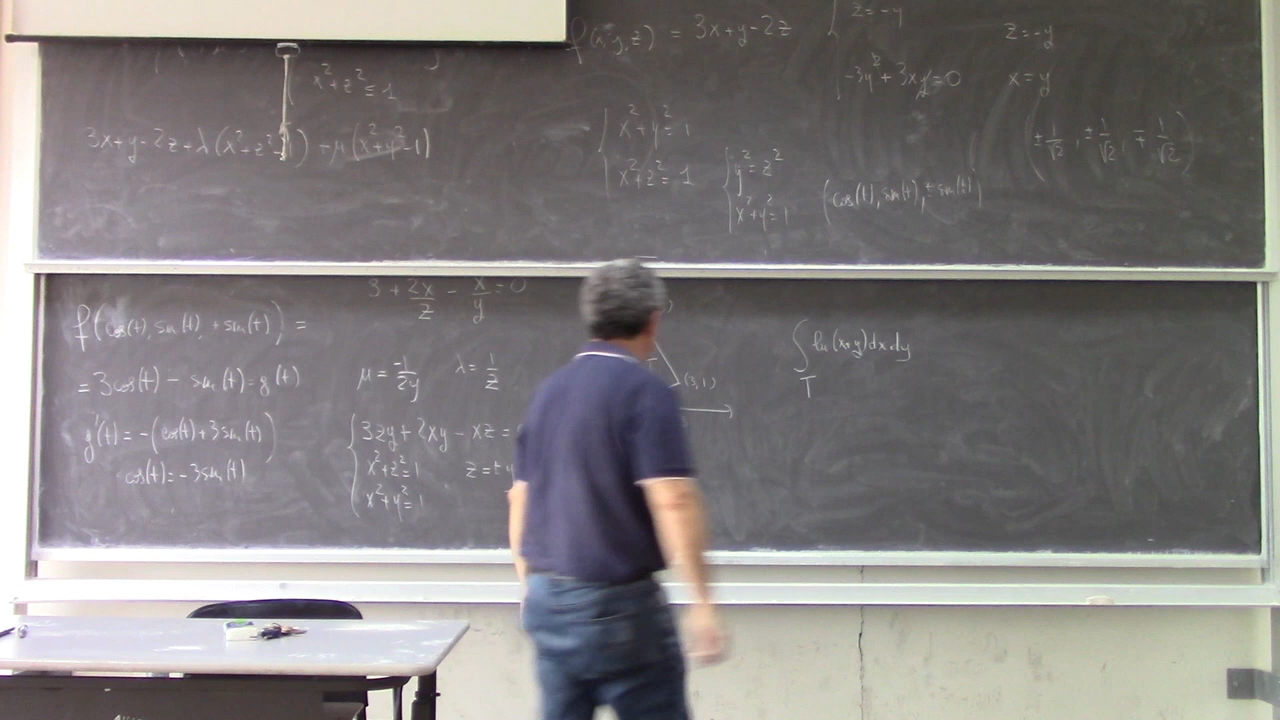 x²+z²≤1
3x+y-2z+λ(x²+z²-1)+μ(x²+y²-1)
f(x,y,z) = 3x+y-2z
x²+y²=1
x²+z²=1
y²=z²
x²+y²=1
z=-y
-3y²+3xy=0
z=-y
x=y
(±1/√2, ±1/√2, ∓1/√2)
(cos(t), sin(t), ±sin(t))
f(cos(t), sin(t), +sin(t)) =
=3cos(t) - sin(t)=g(t)
g'(t)=-(cos(t)+3sin(t))
cos(t)=-3sin(t)
3+2x/z-x/y=0
μ=-1/2y λ=1/z
3zy+2xy-xz=
x²+z²=1 z=±y
x²+y²=1
(3,1)
∫T ln(x+y)dxdy